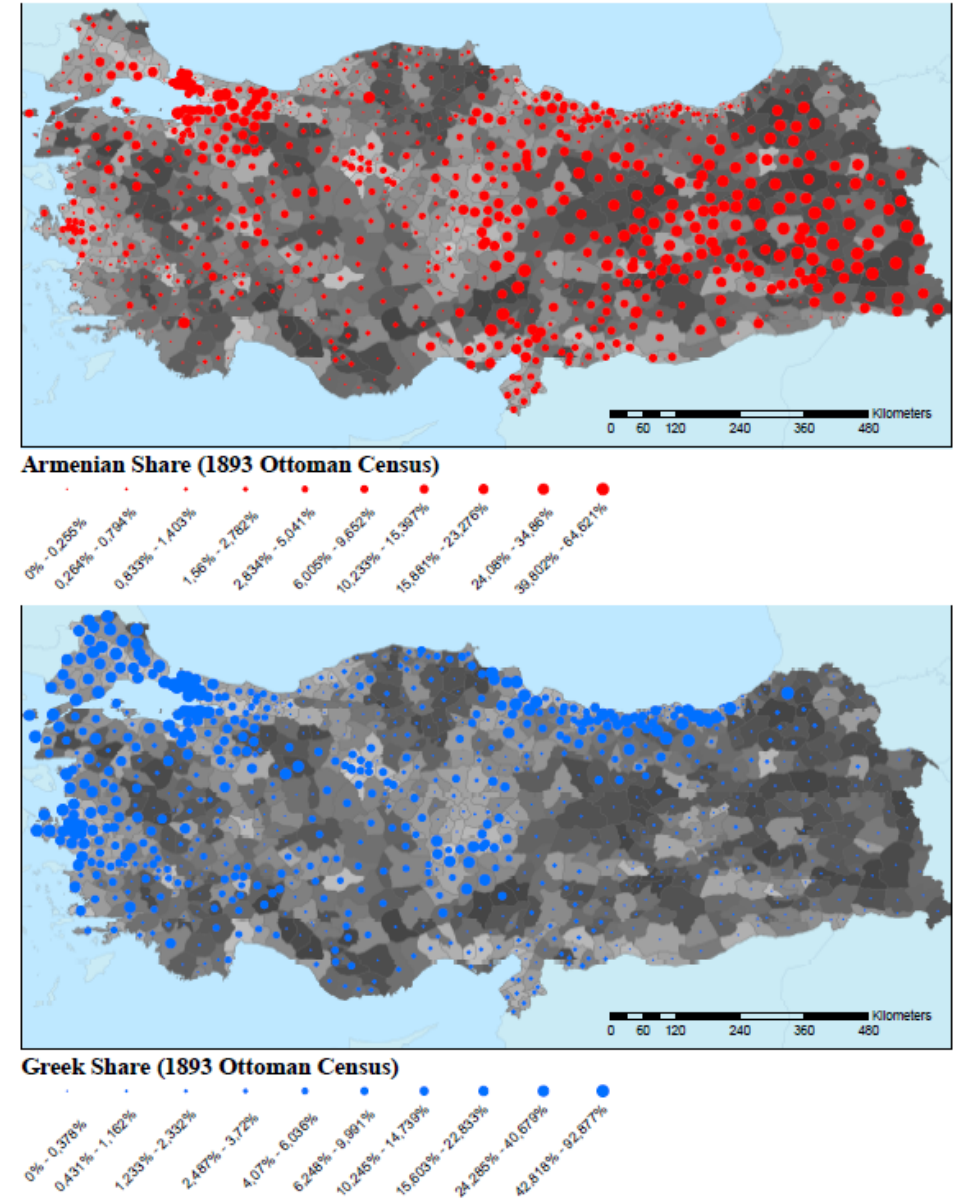 Kilometers
0 60 120 240 360 480
Armenian Share (1893 Ottoman Census)
0% - 0,255%
0,264% - 0,794%
0,833% - 1,403%
1,56% - 2,782%
2,834% - 5,041%
6,005% - 9,652%
10,233% - 15,397%
15,881% - 23,276%
24,08% - 34,86%
39,802% - 64,621%
Kilometers
0 60 120 240 360 480
Greek Share (1893 Ottoman Census)
0% - 0,378%
0,431% - 1,162%
1,233% - 2,332%
2,487% - 3,72%
4,07% - 6,036%
6,248% - 9,991%
10,245% - 14,739%
15,603% - 22,833%
24,285% - 40,679%
42,818% - 92,877%